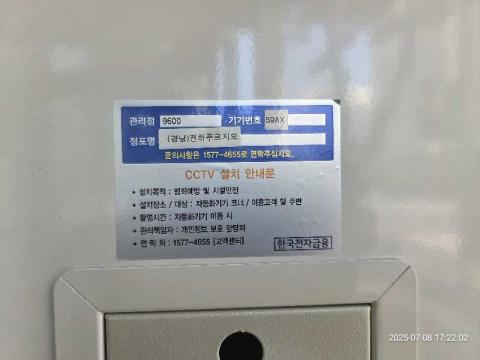 관리점 9600 기기번호 59AX
점포명 (경남)전하푸르지오
문의사항은 1577-4655로 연락주십시오.
CCTV 설치 안내문
• 설치목적 : 범죄예방 및 시설안전
• 설치장소 / 대상 : 자동화기기 코너 / 이용고객 및 주변
• 촬영시간 : 자동화기기 이용 시
• 관리책임자 : 개인정보 보호 담당자
• 연 락 처 : 1577-4655 [고객센터]
한국전자금융
2025-07-08 17:22:02